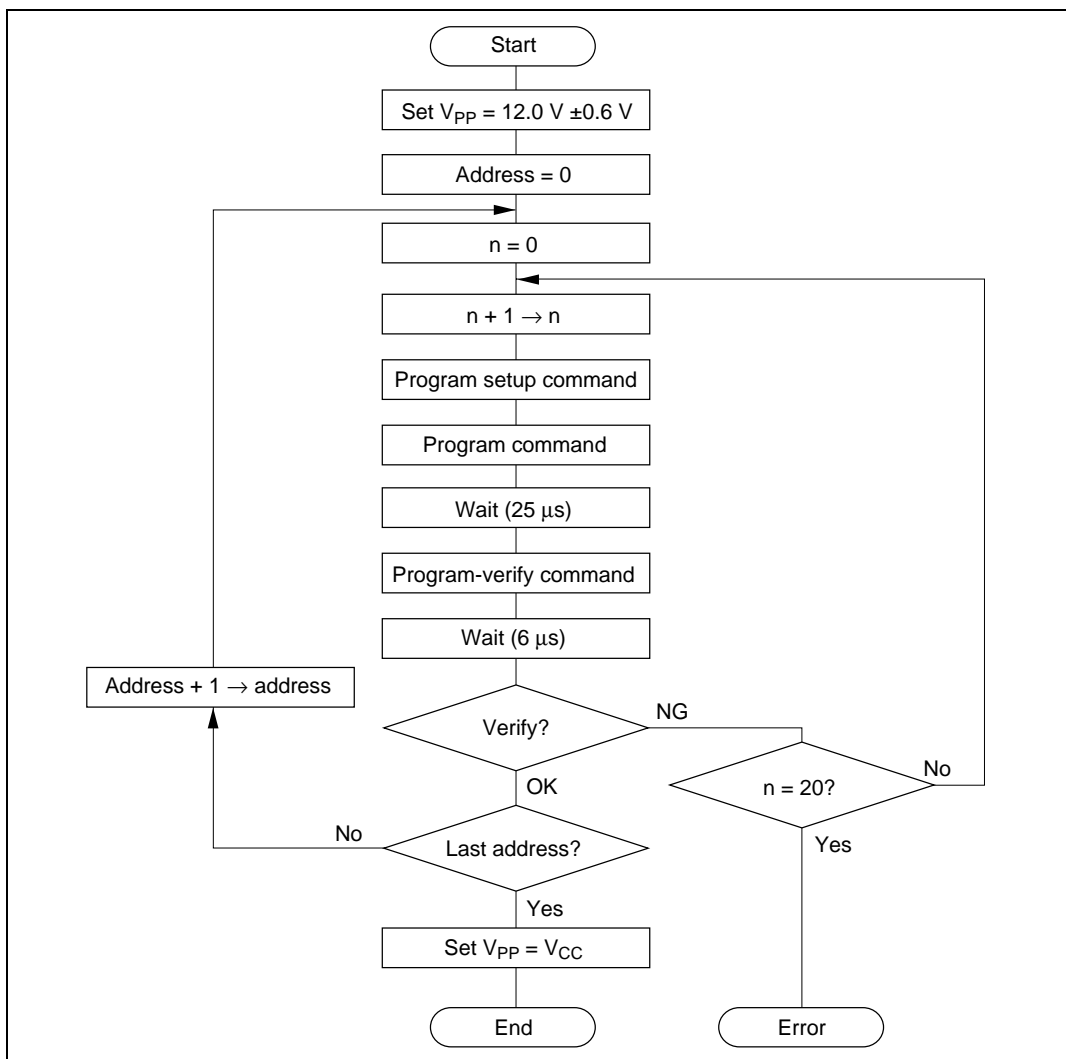 Start
Set VPP = 12.0 V ±0.6 V
Address = 0
n = 0
n + 1 → n
Program setup command
Program command
Wait (25 μs)
Program-verify command
Wait (6 μs)
Address + 1 → address
Verify?
NG
OK
n = 20?
No
Yes
No
Last address?
Yes
Set VPP = VCC
End
Error